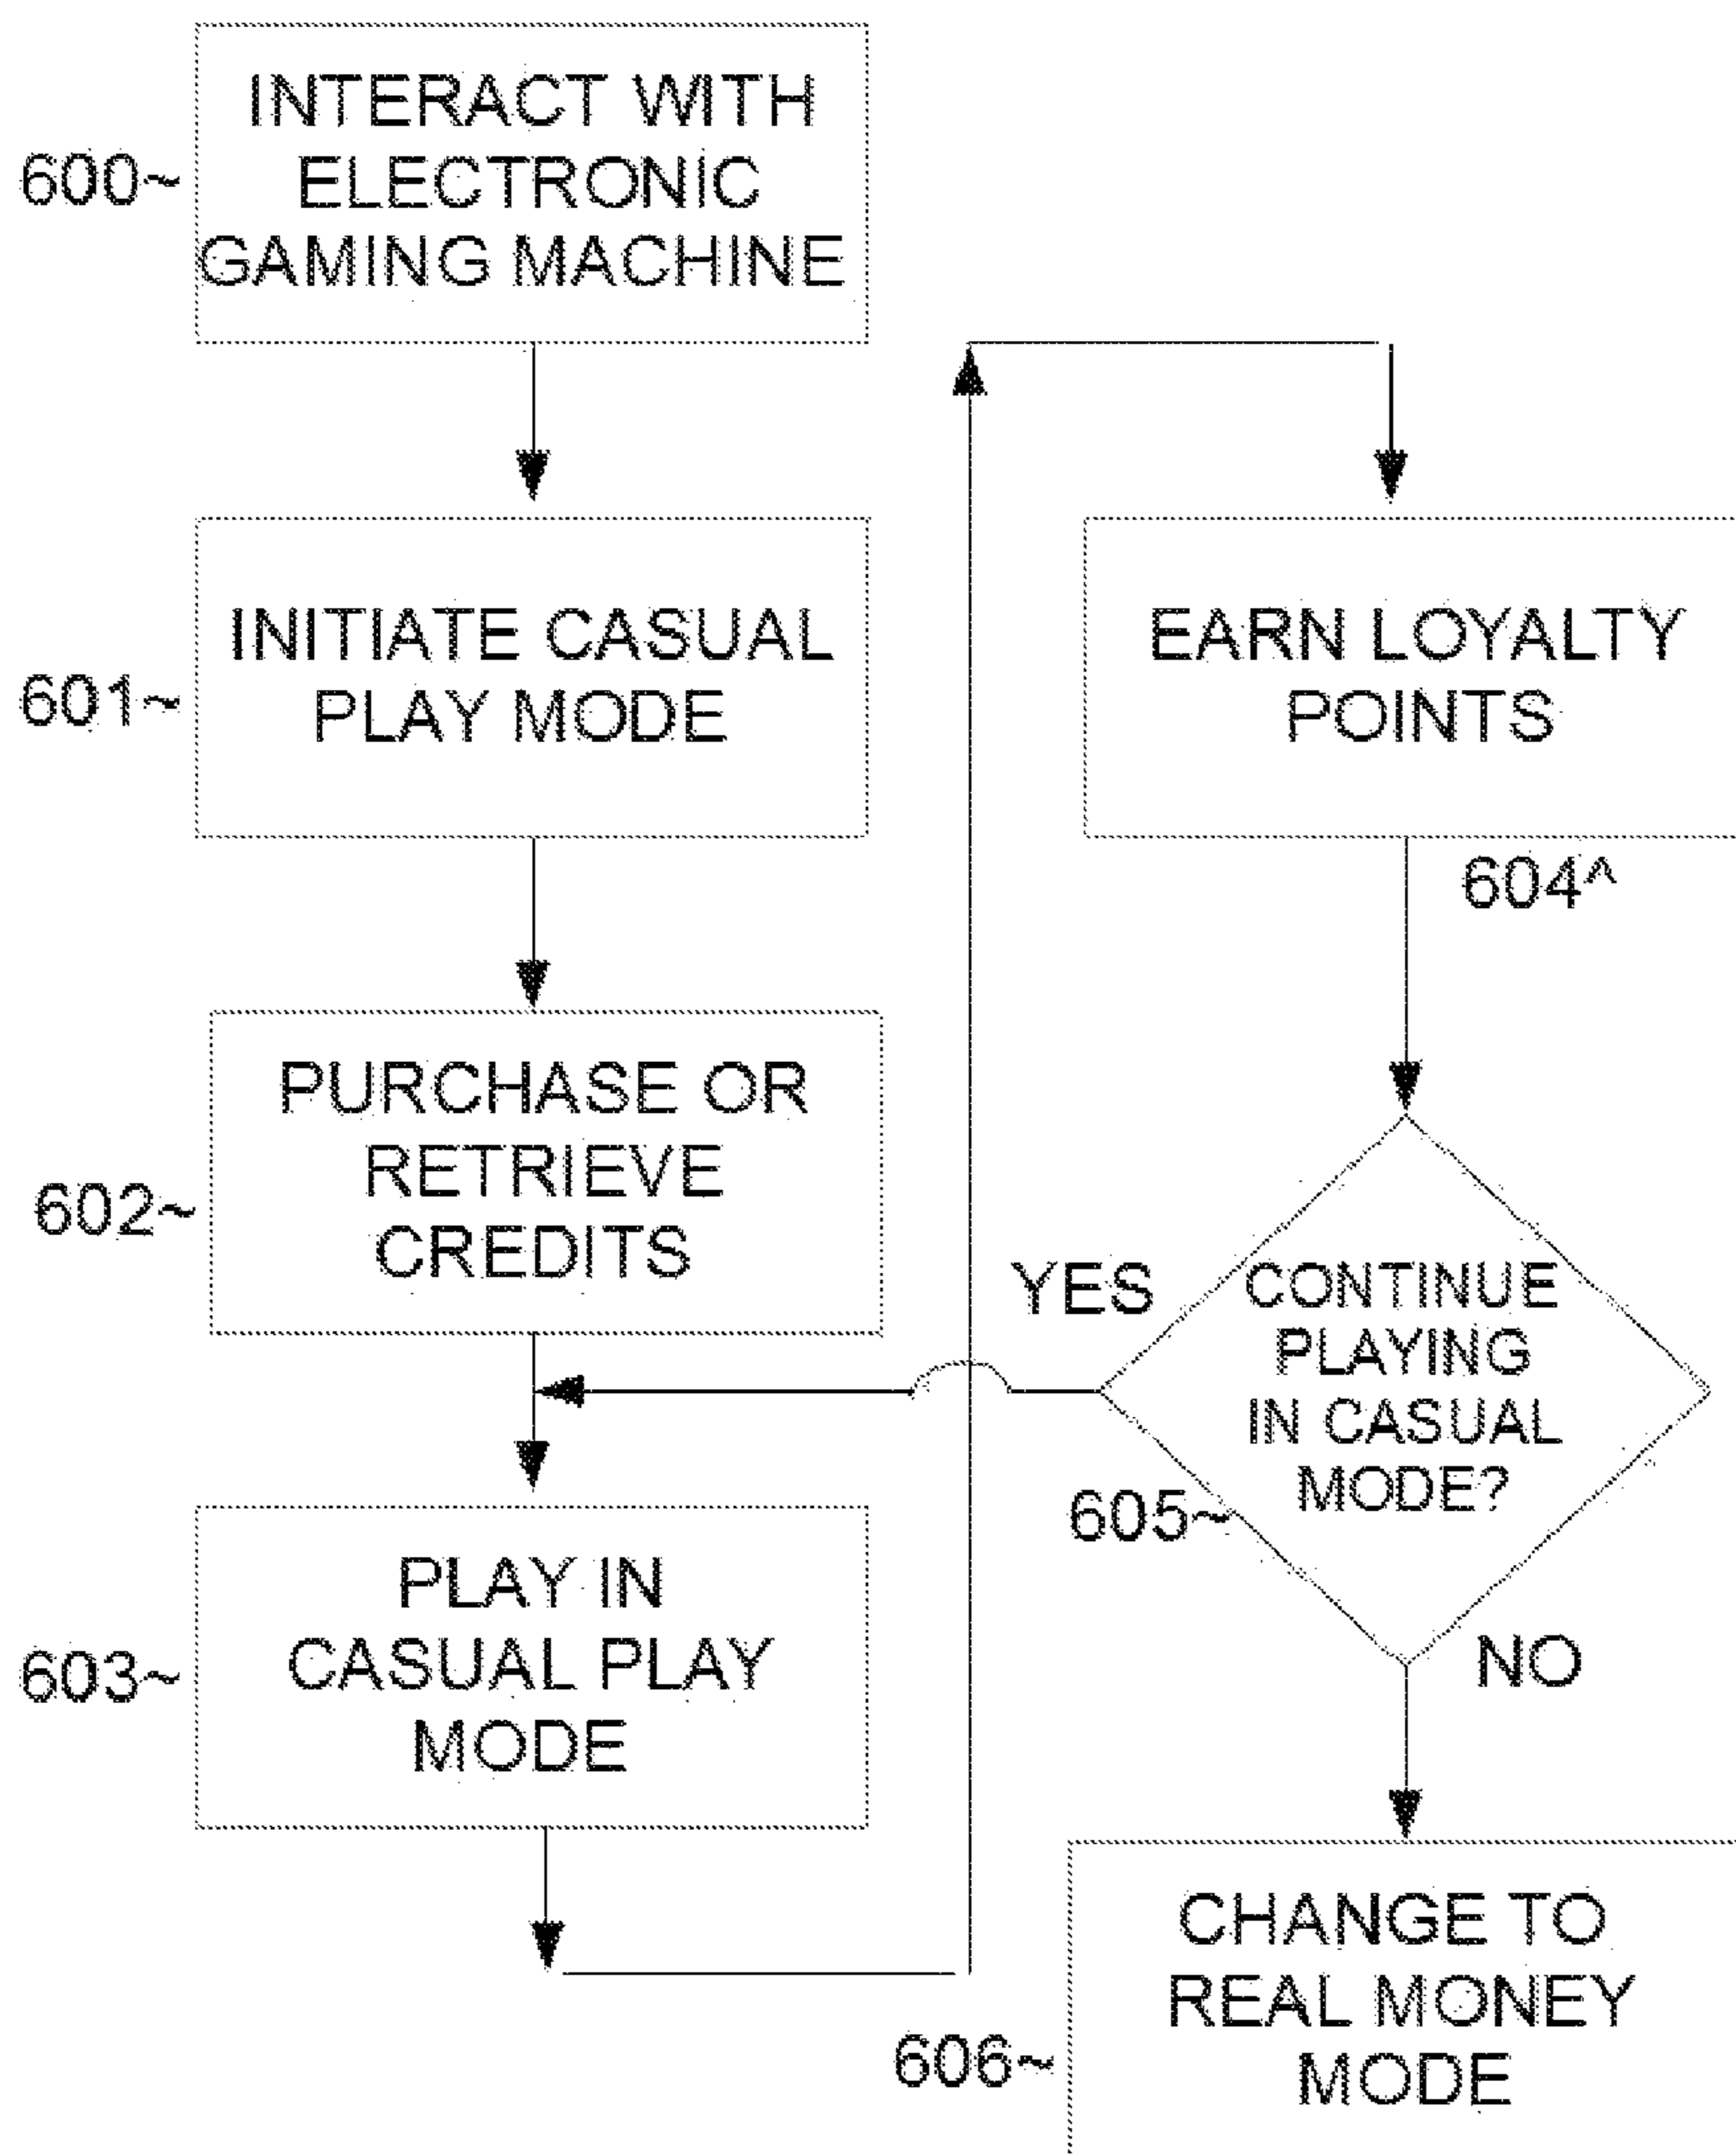 INTERACT WITH
ELECTRONIC
GAMING MACHINE
600~
INITIATE CASUAL
PLAY MODE
601~
PURCHASE OR
RETRIEVE
CREDITS
602~
PLAY IN
CASUAL PLAY
MODE
603~
EARN LOYALTY
POINTS
604^
CONTINUE
PLAYING
IN CASUAL
MODE?
YES
605~
NO
CHANGE TO
REAL MONEY
MODE
606~